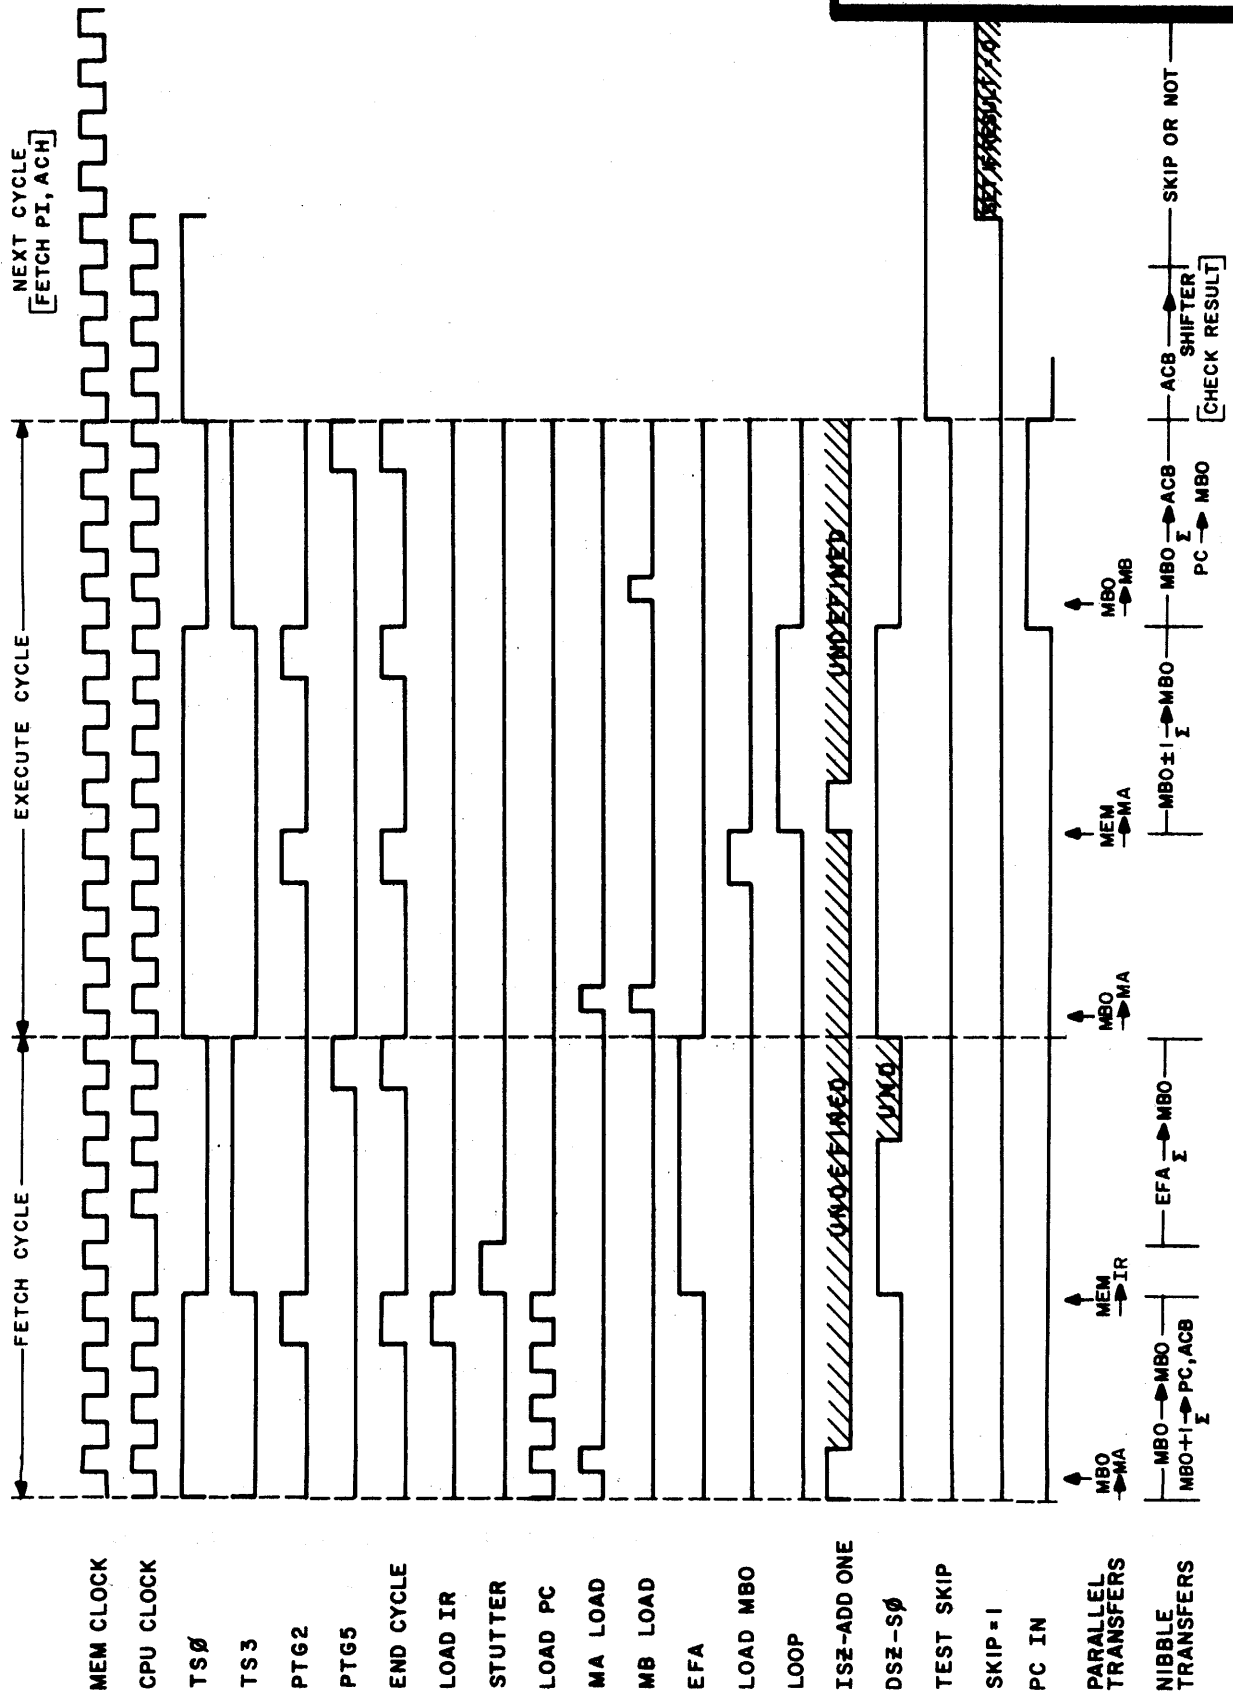 FETCH CYCLE
EXECUTE CYCLE
NEXT CYCLE
[FETCH PI, ACH]
MEM CLOCK
CPU CLOCK
TSØ
TS3
PTG2
PTG5
END CYCLE
LOAD IR
STUTTER
LOAD PC
MA LOAD
MB LOAD
EFA
LOAD MBO
LOOP
ISZ-ADD ONE
UNDEFINED
UNDEFINED
DSZ-SØ
UND
TEST SKIP
SKIP=1
PC IN
PARALLEL
TRANSFERS
MBO
→MA
MEM
→IR
MBO
→MA
MEM
→MA
MBO
→MB
NIBBLE
TRANSFERS
MBO→MBO
MBO+1→PC,ACB
Σ
EFA→MBO
Σ
MBO±1→MBO
Σ
MBO→ACB
Σ
PC→MBO
ACB→
SHIFTER
[CHECK RESULT]
SKIP OR NOT